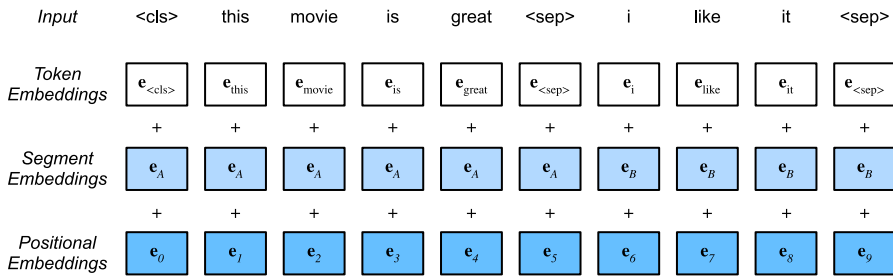 Input <cls> this movie is great <sep> i like it <sep>
Token Embeddings e<cls> ethis emovie eis egreat e<sep> ei elike eit e<sep>
+ + + + + + + + + +
Segment Embeddings eA eA eA eA eA eA eB eB eB eB
+ + + + + + + + + +
Positional Embeddings e0 e1 e2 e3 e4 e5 e6 e7 e8 e9